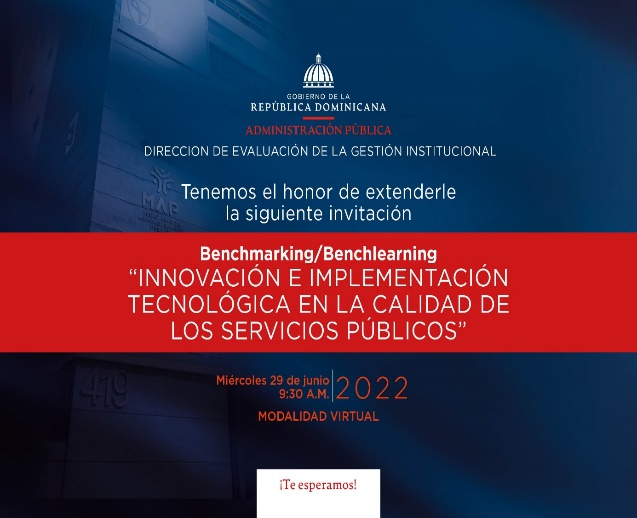 GOBIERNO DE LA
REPÚBLICA DOMINICANA
ADMINISTRACIÓN PÚBLICA
DIRECCION DE EVALUACIÓN DE LA GESTIÓN INSTITUCIONAL
Tenemos el honor de extenderle
la siguiente invitación
MAP
Benchmarking/Benchlearning
“INNOVACIÓN E IMPLEMENTACIÓN
TECNOLÓGICA EN LA CALIDAD DE
LOS SERVICIOS PÚBLICOS”
419
Miércoles 29 de junio
9:30 A.M.
2022
MODALIDAD VIRTUAL
¡Te esperamos!